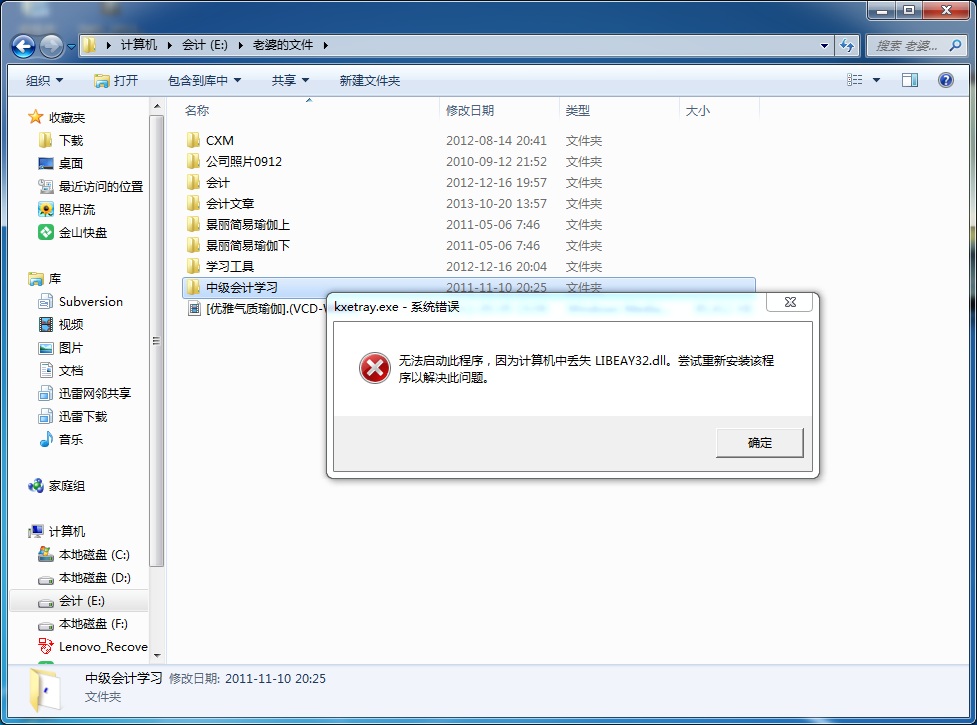 计算机 会计 (E:) 老婆的文件
搜索 老婆...
组织 打开 包含到库中 共享 新建文件夹
收藏夹
下载
桌面
最近访问的位置
照片流
金山快盘
库
Subversion
视频
图片
文档
迅雷网邻共享
迅雷下载
音乐
家庭组
计算机
本地磁盘 (C:)
本地磁盘 (D:)
会计 (E:)
本地磁盘 (F:)
Lenovo_Recove
名称 修改日期 类型 大小
CXM 2012-08-14 20:41 文件夹
公司照片0912 2010-09-12 21:52 文件夹
会计 2012-12-16 19:57 文件夹
会计文章 2013-10-20 13:57 文件夹
景丽简易瑜伽上 2011-05-06 7:46 文件夹
景丽简易瑜伽下 2011-05-06 7:46 文件夹
学习工具 2012-12-16 20:04 文件夹
中级会计学习 2011-11-10 20:25 文件夹
[优雅气质瑜伽].(VCD-
kxetray.exe - 系统错误
无法启动此程序，因为计算机中丢失 LIBEAY32.dll。尝试重新安装该程
序以解决此问题。
确定
中级会计学习 修改日期: 2011-11-10 20:25
文件夹